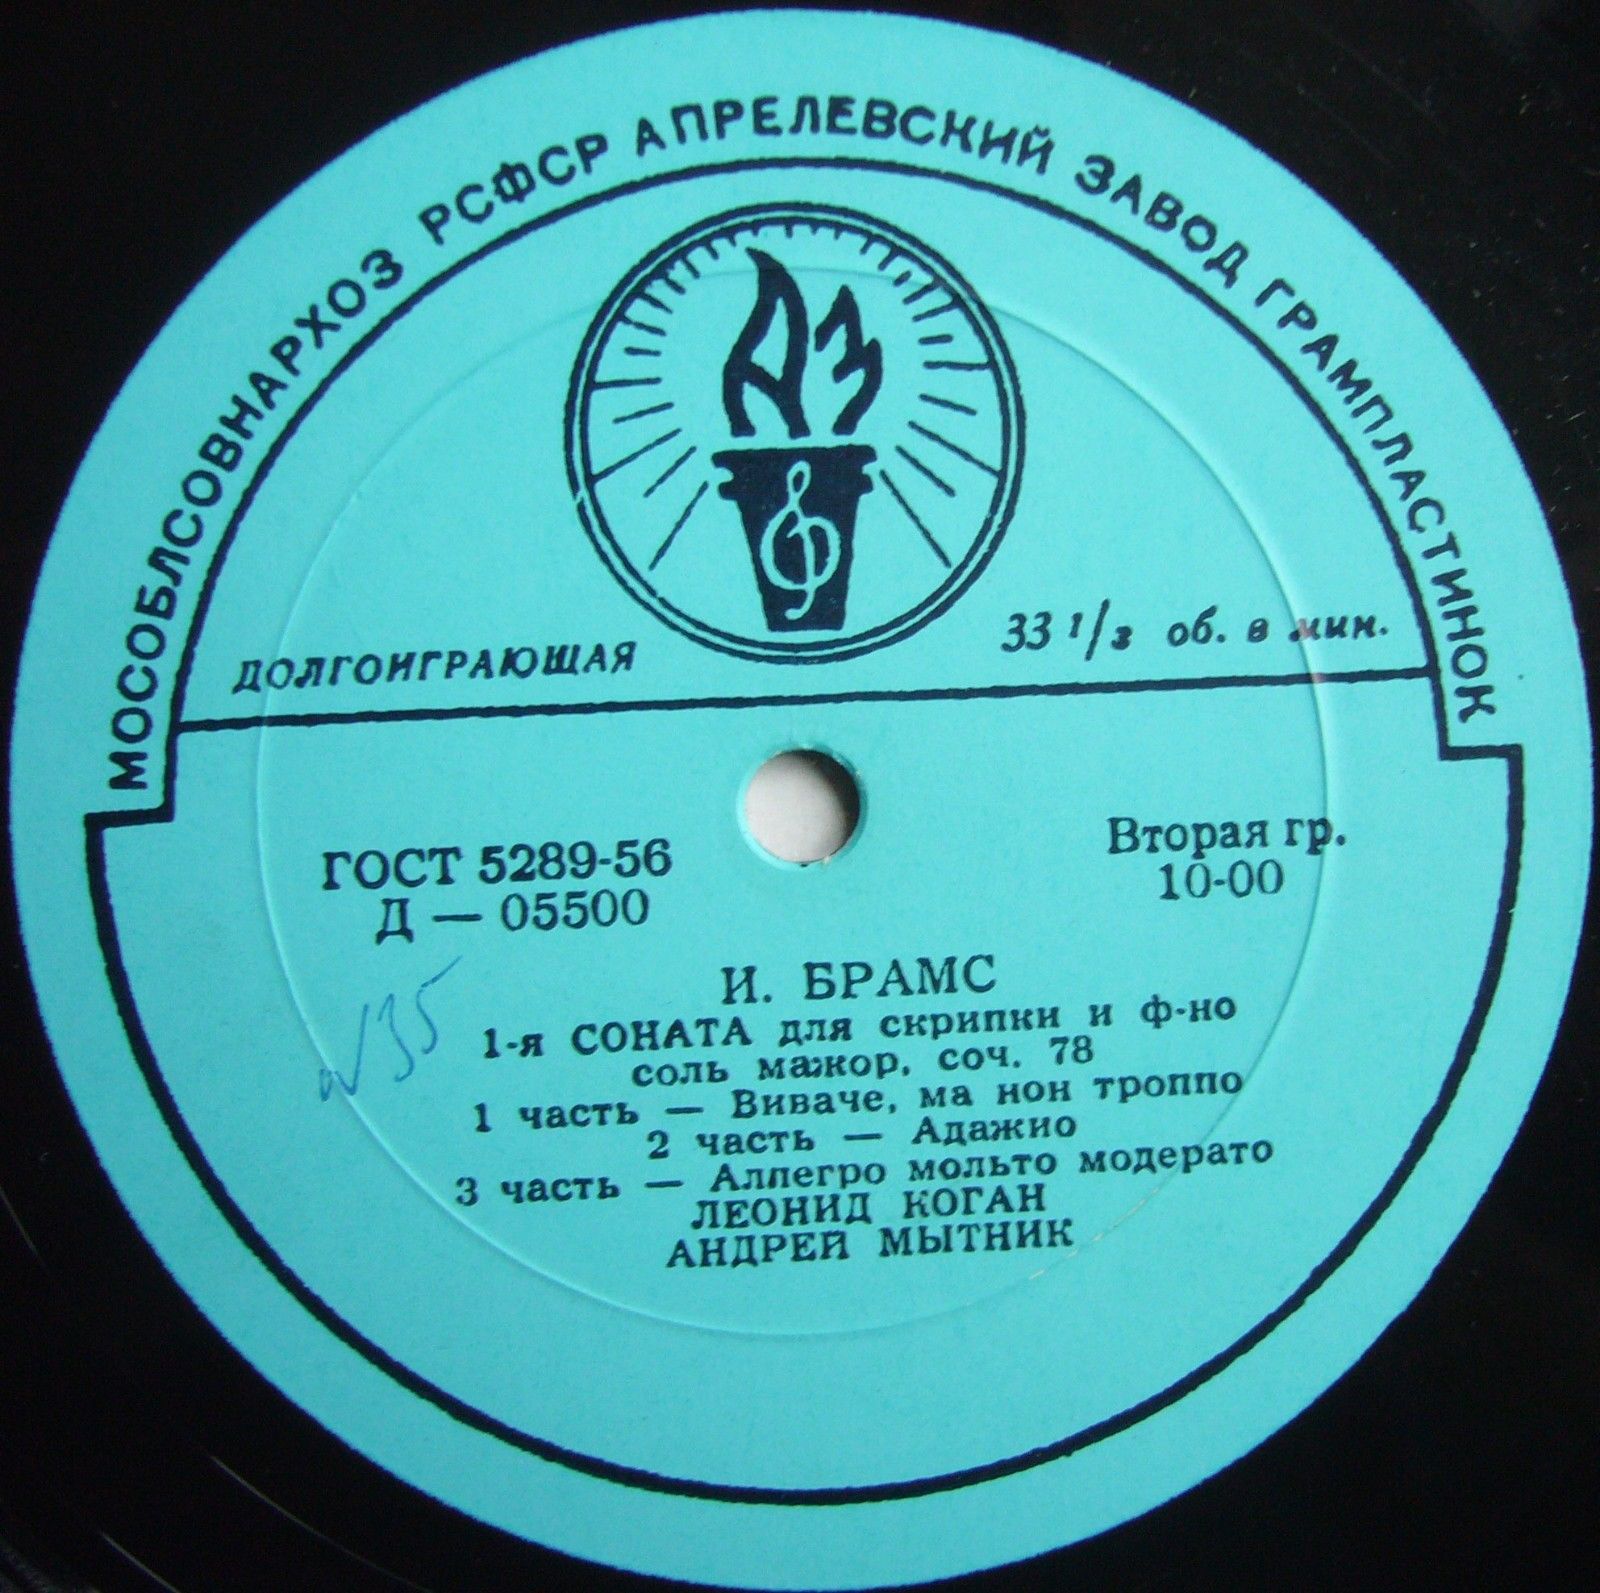 МОСОБЛСОВНАРХОЗ РСФСР АПРЕЛЕВСКИЙ ЗАВОД ГРАМПЛАСТИНОК
АЗ
ДОЛГОИГРАЮЩАЯ
33 1/3 об. в мин.
ГОСТ 5289-56
Д — 05500
Вторая гр.
10-00
N35
И. БРАМС
1-я СОНАТА для скрипки и ф-но
соль мажор, соч. 78
1 часть — Виваче, ма нон троппо
2 часть — Адажио
3 часть — Аллегро мольто модерато
ЛЕОНИД КОГАН
АНДРЕЙ МЫТНИК